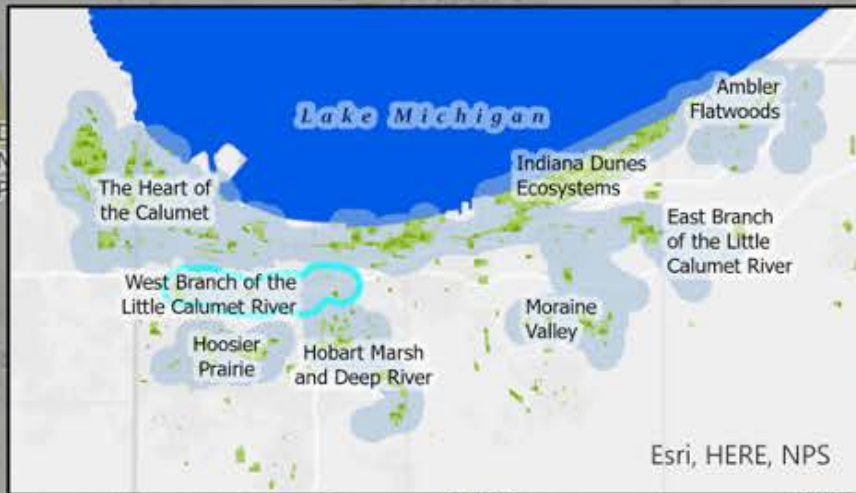 Lake Michigan
Ambler
Flatwoods
Indiana Dunes
Ecosystems
The Heart of
the Calumet
East Branch
of the Little
Calumet River
West Branch of the
Little Calumet River
Moraine
Valley
Hoosier
Prairie
Hobart Marsh
and Deep River
Esri, HERE, NPS